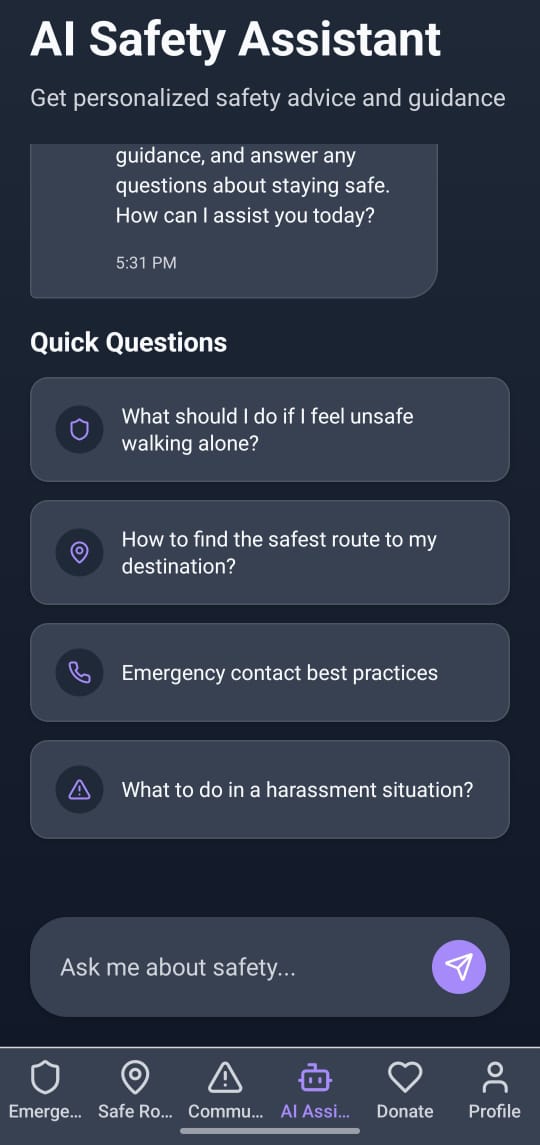 AI Safety Assistant
Get personalized safety advice and guidance
guidance, and answer any
questions about staying safe.
How can I assist you today?
5:31 PM
Quick Questions
What should I do if I feel unsafe
walking alone?
How to find the safest route to my
destination?
Emergency contact best practices
What to do in a harassment situation?
Ask me about safety...
Emerge...
Safe Ro...
Commu...
AI Assi...
Donate
Profile